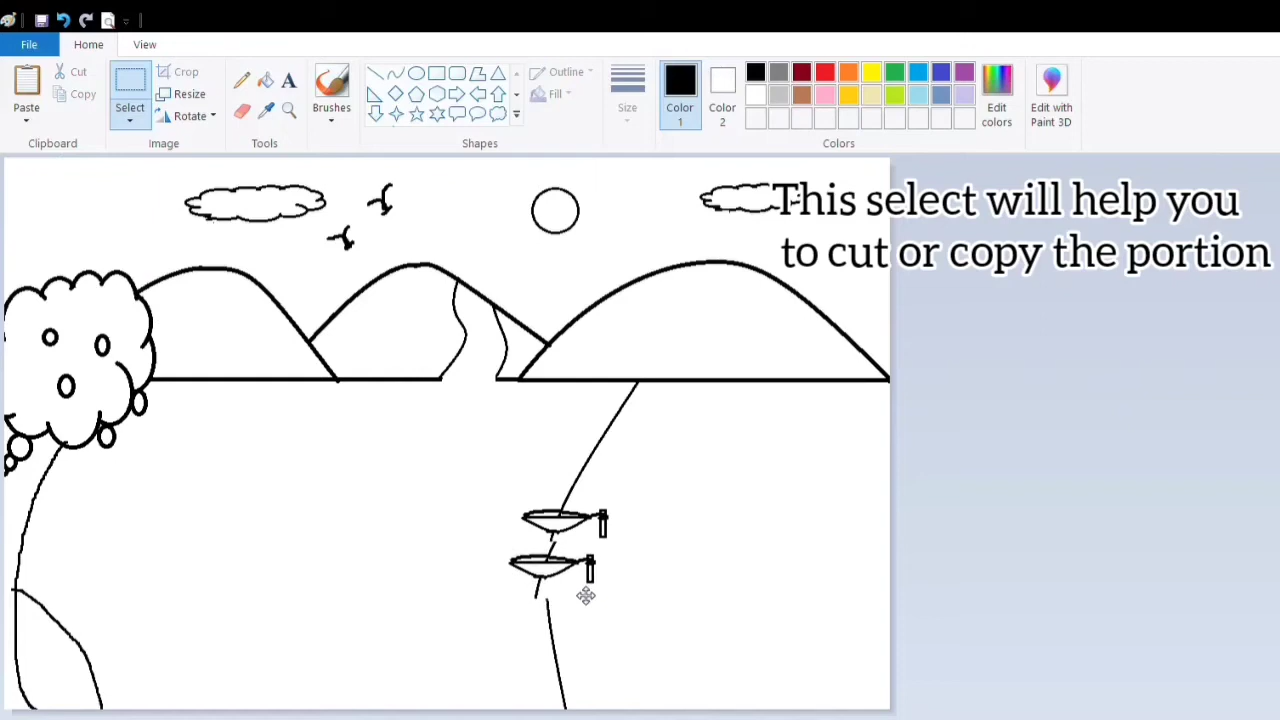 File Home View
Paste
Cut
Copy
Clipboard
Select
Crop
Resize
Rotate
Image
A
Tools
Brushes
Outline
Fill
Shapes
Size
Color
1
Color
2
Edit
colors
Edit with
Paint 3D
Colors
This select will help you
to cut or copy the portion